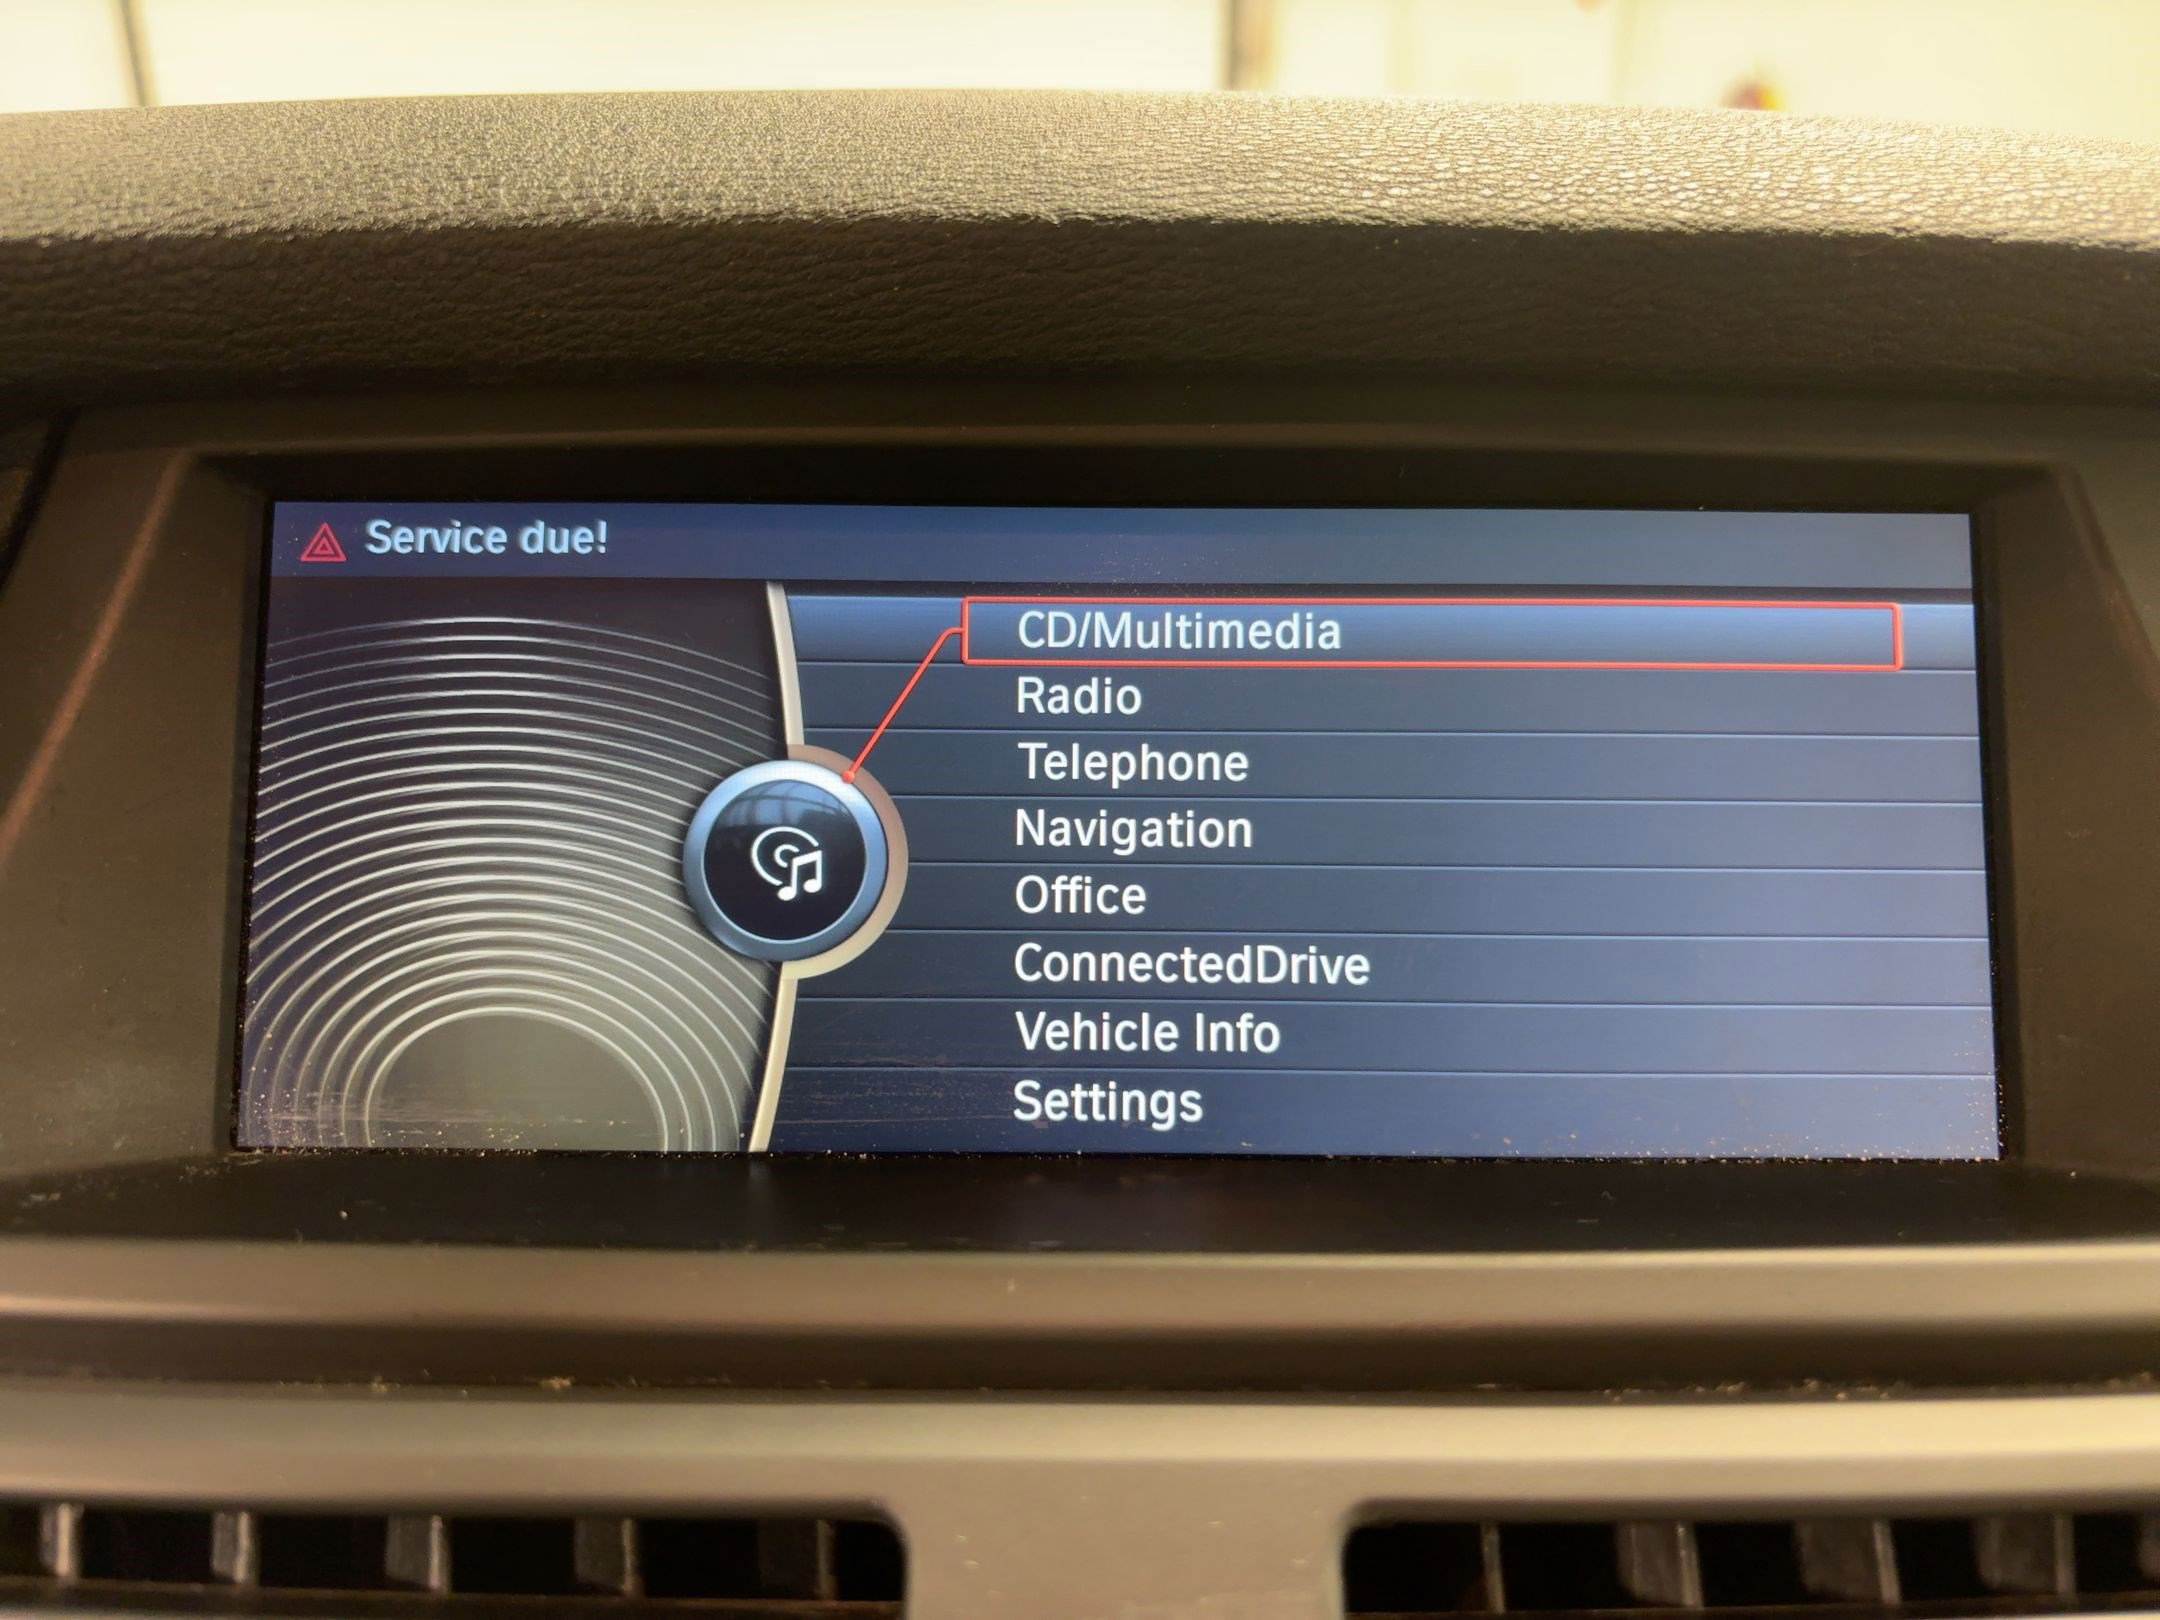 Service due!
CD/Multimedia
Radio
Telephone
Navigation
Office
ConnectedDrive
Vehicle Info
Settings